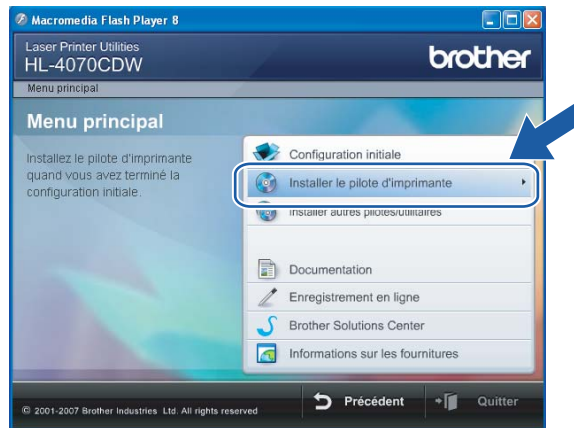 Macromedia Flash Player 8
Laser Printer Utilities
HL-4070CDW
brother
Menu principal
Menu principal
Installez le pilote d'imprimante
quand vous avez terminé la
configuration initiale.
Configuration initiale
Installer le pilote d'imprimante
Installer autres pilotes/utilitaires
Documentation
Enregistrement en ligne
Brother Solutions Center
Informations sur les fournitures
© 2001-2007 Brother Industries Ltd. All rights reserved
Précédent
Quitter